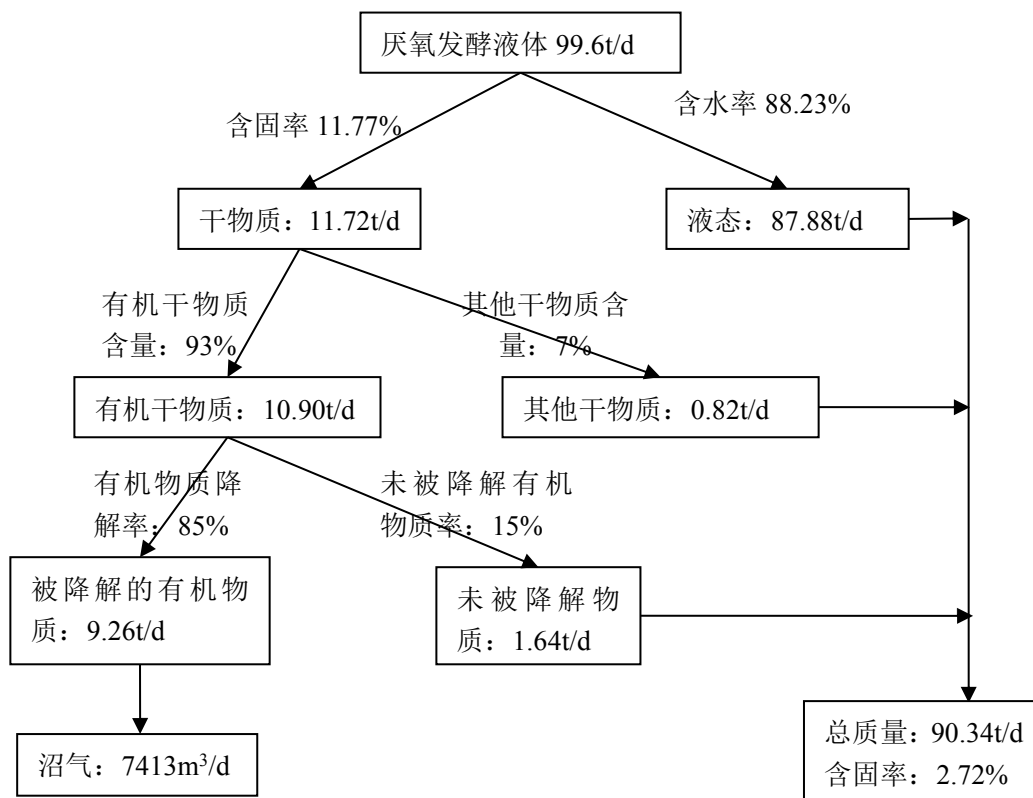 厌氧发酵液体 99.6t/d
含固率 11.77%
含水率 88.23%
干物质：11.72t/d
液态：87.88t/d
有机干物质
含量：93%
其他干物质含
量：7%
有机干物质：10.90t/d
其他干物质：0.82t/d
有机物质降
解率：85%
未被降解有机
物质率：15%
被降解的有机物
质：9.26t/d
未被降解物
质：1.64t/d
沼气：7413m³/d
总质量：90.34t/d
含固率：2.72%